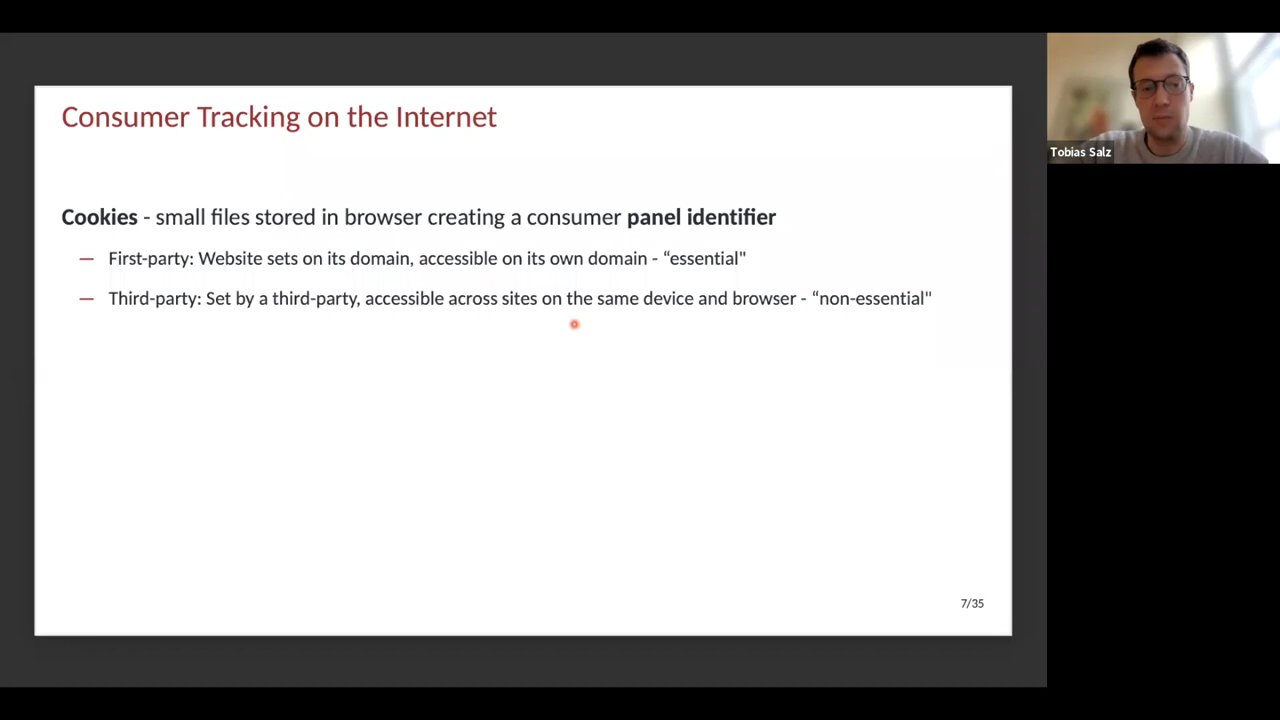 Consumer Tracking on the Internet
Cookies - small files stored in browser creating a consumer panel identifier
— First-party: Website sets on its domain, accessible on its own domain - “essential"
— Third-party: Set by a third-party, accessible across sites on the same device and browser - “non-essential"
7/35
Tobias Salz